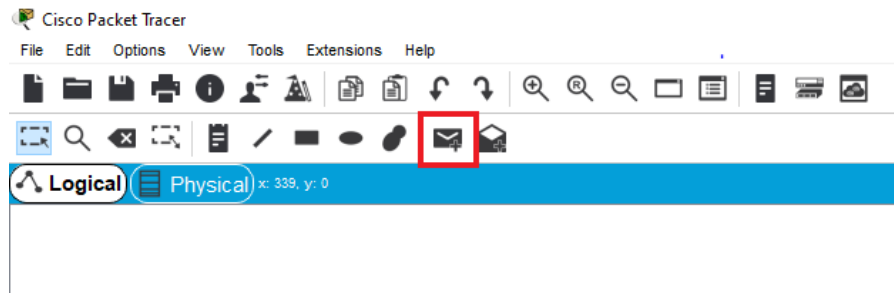 Cisco Packet Tracer
File Edit Options View Tools Extensions Help
Logical Physical x: 339, y: 0